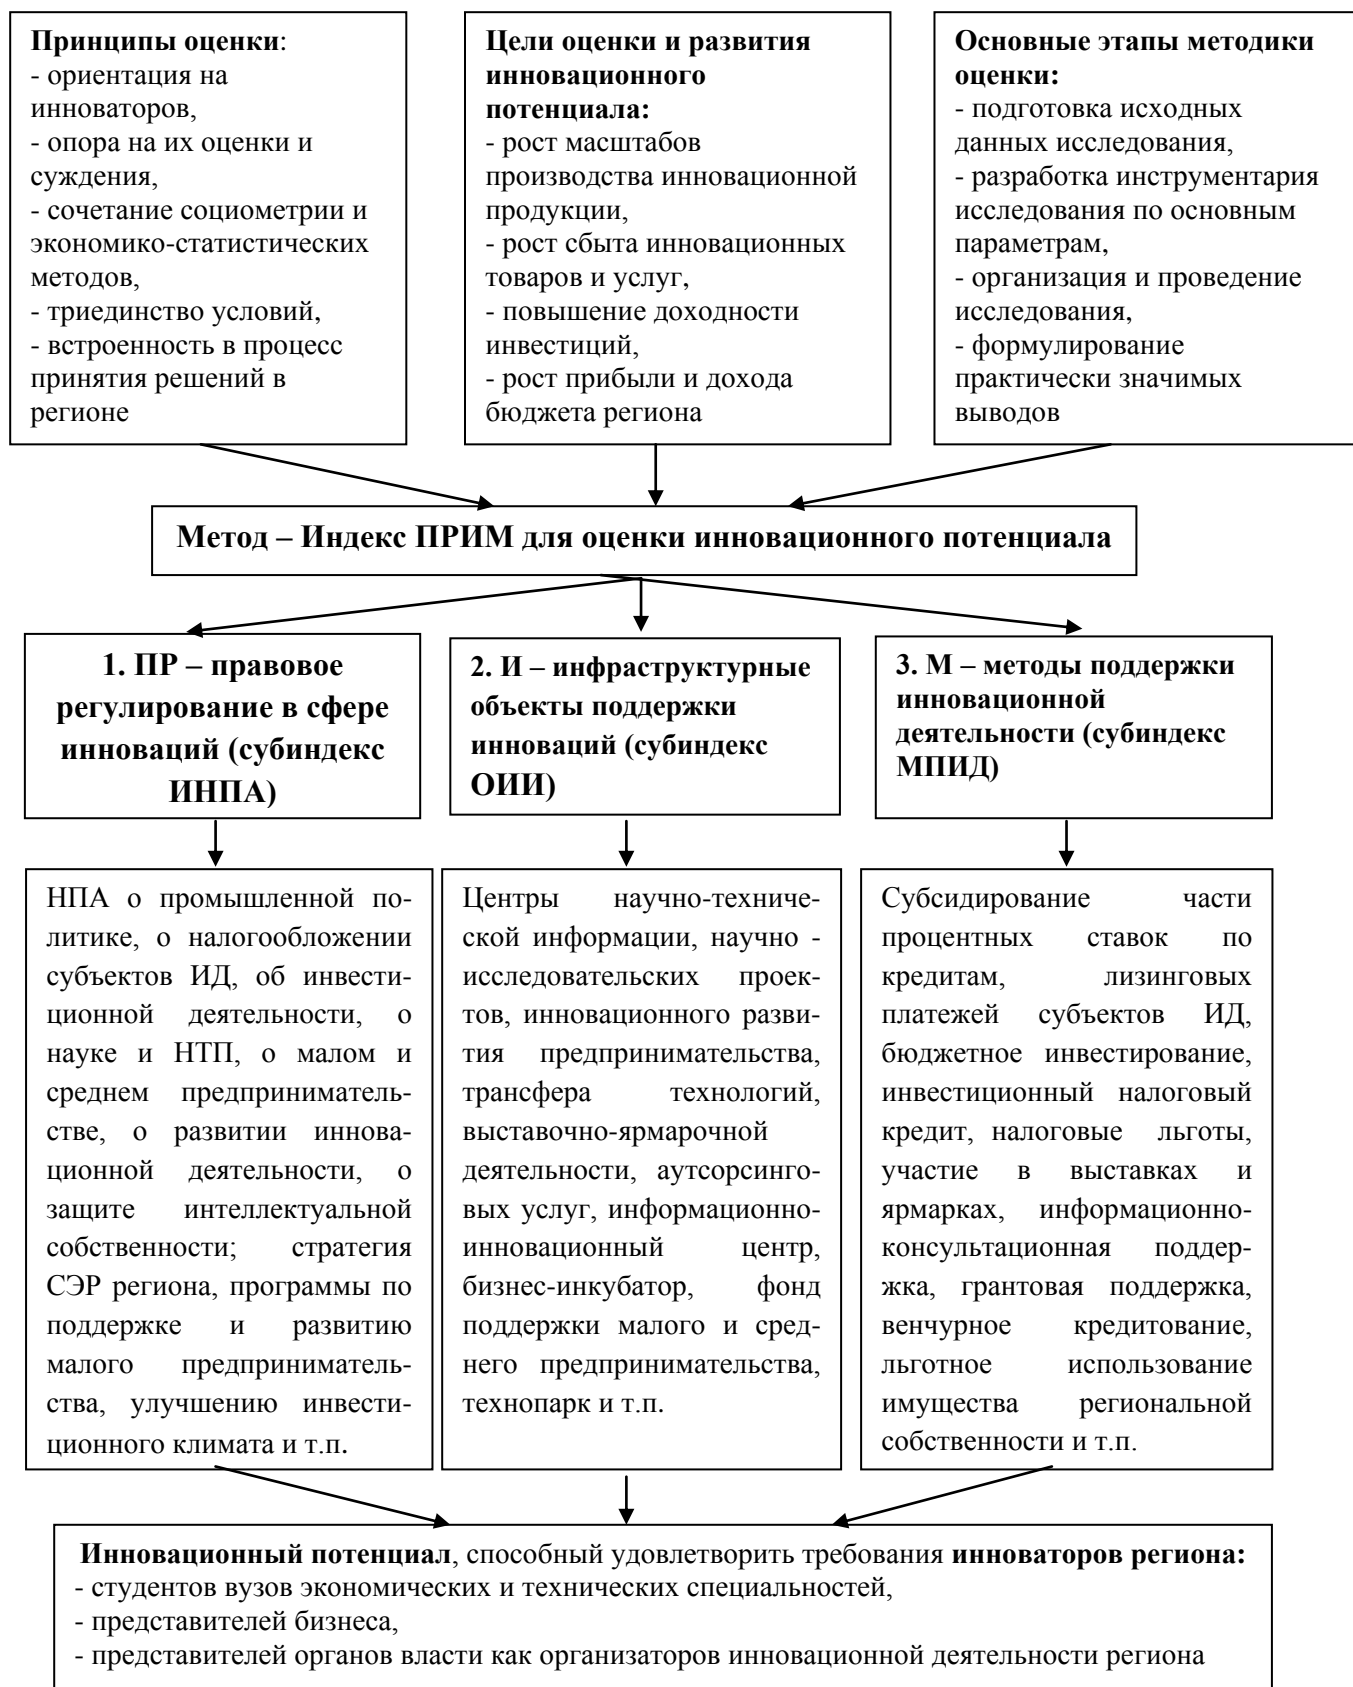 Принципы оценки:
- ориентация на
инноваторов,
- опора на их оценки и
суждения,
- сочетание социометрии и
экономико-статистических
методов,
- триединство условий,
- встроенность в процесс
принятия решений в
регионе
Цели оценки и развития
инновационного
потенциала:
- рост масштабов
производства инновационной
продукции,
- рост сбыта инновационных
товаров и услуг,
- повышение доходности
инвестиций,
- рост прибыли и дохода
бюджета региона
Основные этапы методики
оценки:
- подготовка исходных
данных исследования,
- разработка инструментария
исследования по основным
параметрам,
- организация и проведение
исследования,
- формулирование
практически значимых
выводов
Метод – Индекс ПРИМ для оценки инновационного потенциала
1. ПР – правовое
регулирование в сфере
инноваций (субиндекс
ИНПА)
2. И – инфраструктурные
объекты поддержки
инноваций (субиндекс
ОИИ)
3. М – методы поддержки
инновационной
деятельности (субиндекс
МПИД)
НПА о промышленной по-
литике, о налогообложении
субъектов ИД, об инвести-
ционной деятельности, о
науке и НТП, о малом и
среднем предприниматель-
стве, о развитии иннова-
ционной деятельности, о
защите интеллектуальной
собственности; стратегия
СЭР региона, программы по
поддержке и развитию
малого предприниматель-
ства, улучшению инвести-
ционного климата и т.п.
Центры научно-техниче-
ской информации, научно -
исследовательских проек-
тов, инновационного разви-
тия предпринимательства,
трансфера технологий,
выставочно-ярмарочной
деятельности, аутсорсинго-
вых услуг, информационно-
инновационный центр,
бизнес-инкубатор, фонд
поддержки малого и сред-
него предпринимательства,
технопарк и т.п.
Субсидирование части
процентных ставок по
кредитам, лизинговых
платежей субъектов ИД,
бюджетное инвестирование,
инвестиционный налоговый
кредит, налоговые льготы,
участие в выставках и
ярмарках, информационно-
консультационная поддер-
жка, грантовая поддержка,
венчурное кредитование,
льготное использование
имущества региональной
собственности и т.п.
Инновационный потенциал, способный удовлетворить требования инноваторов региона:
- студентов вузов экономических и технических специальностей,
- представителей бизнеса,
- представителей органов власти как организаторов инновационной деятельности региона